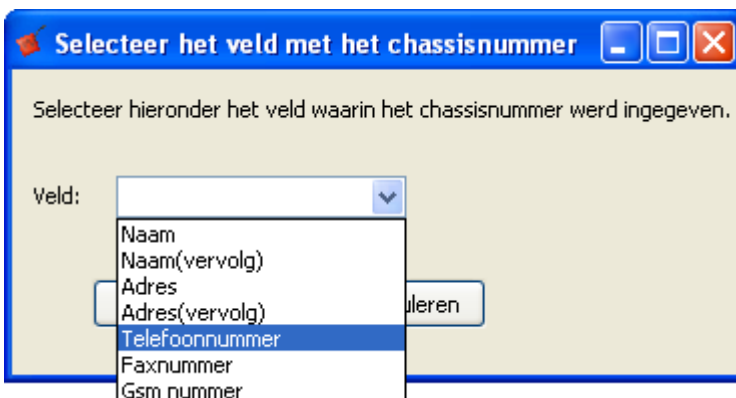 Selecteer het veld met het chassisnummer
Selecteer hieronder het veld waarin het chassisnummer werd ingegeven.
Veld:
Naam
Naam(vervolg)
Adres
Adres(vervolg)
uleren
Telefoonnummer
Faxnummer
Gsm nummer